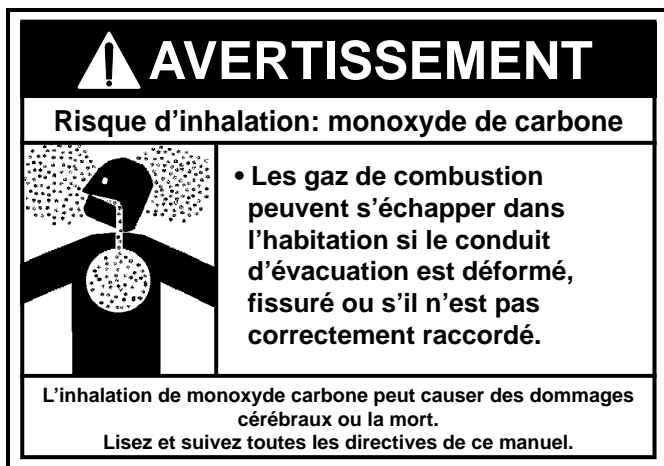 AVERTISSEMENT
Risque d’inhalation: monoxyde de carbone
• Les gaz de combustion
peuvent s’échapper dans
l’habitation si le conduit
d’évacuation est déformé,
fissuré ou s’il n’est pas
correctement raccordé.
L’inhalation de monoxyde carbone peut causer des dommages
cérébraux ou la mort.
Lisez et suivez toutes les directives de ce manuel.